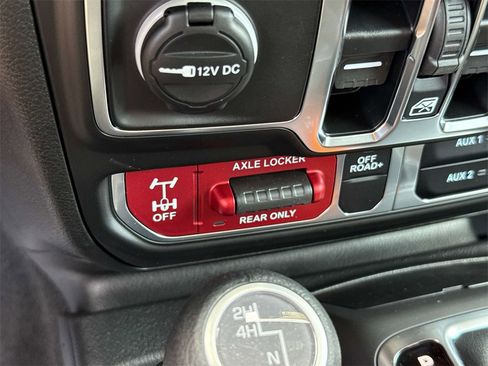 12V DC
AXLE LOCKER
OFF
REAR ONLY
OFF
ROAD+
AUX 1
AUX 2
2H
4H
N
P